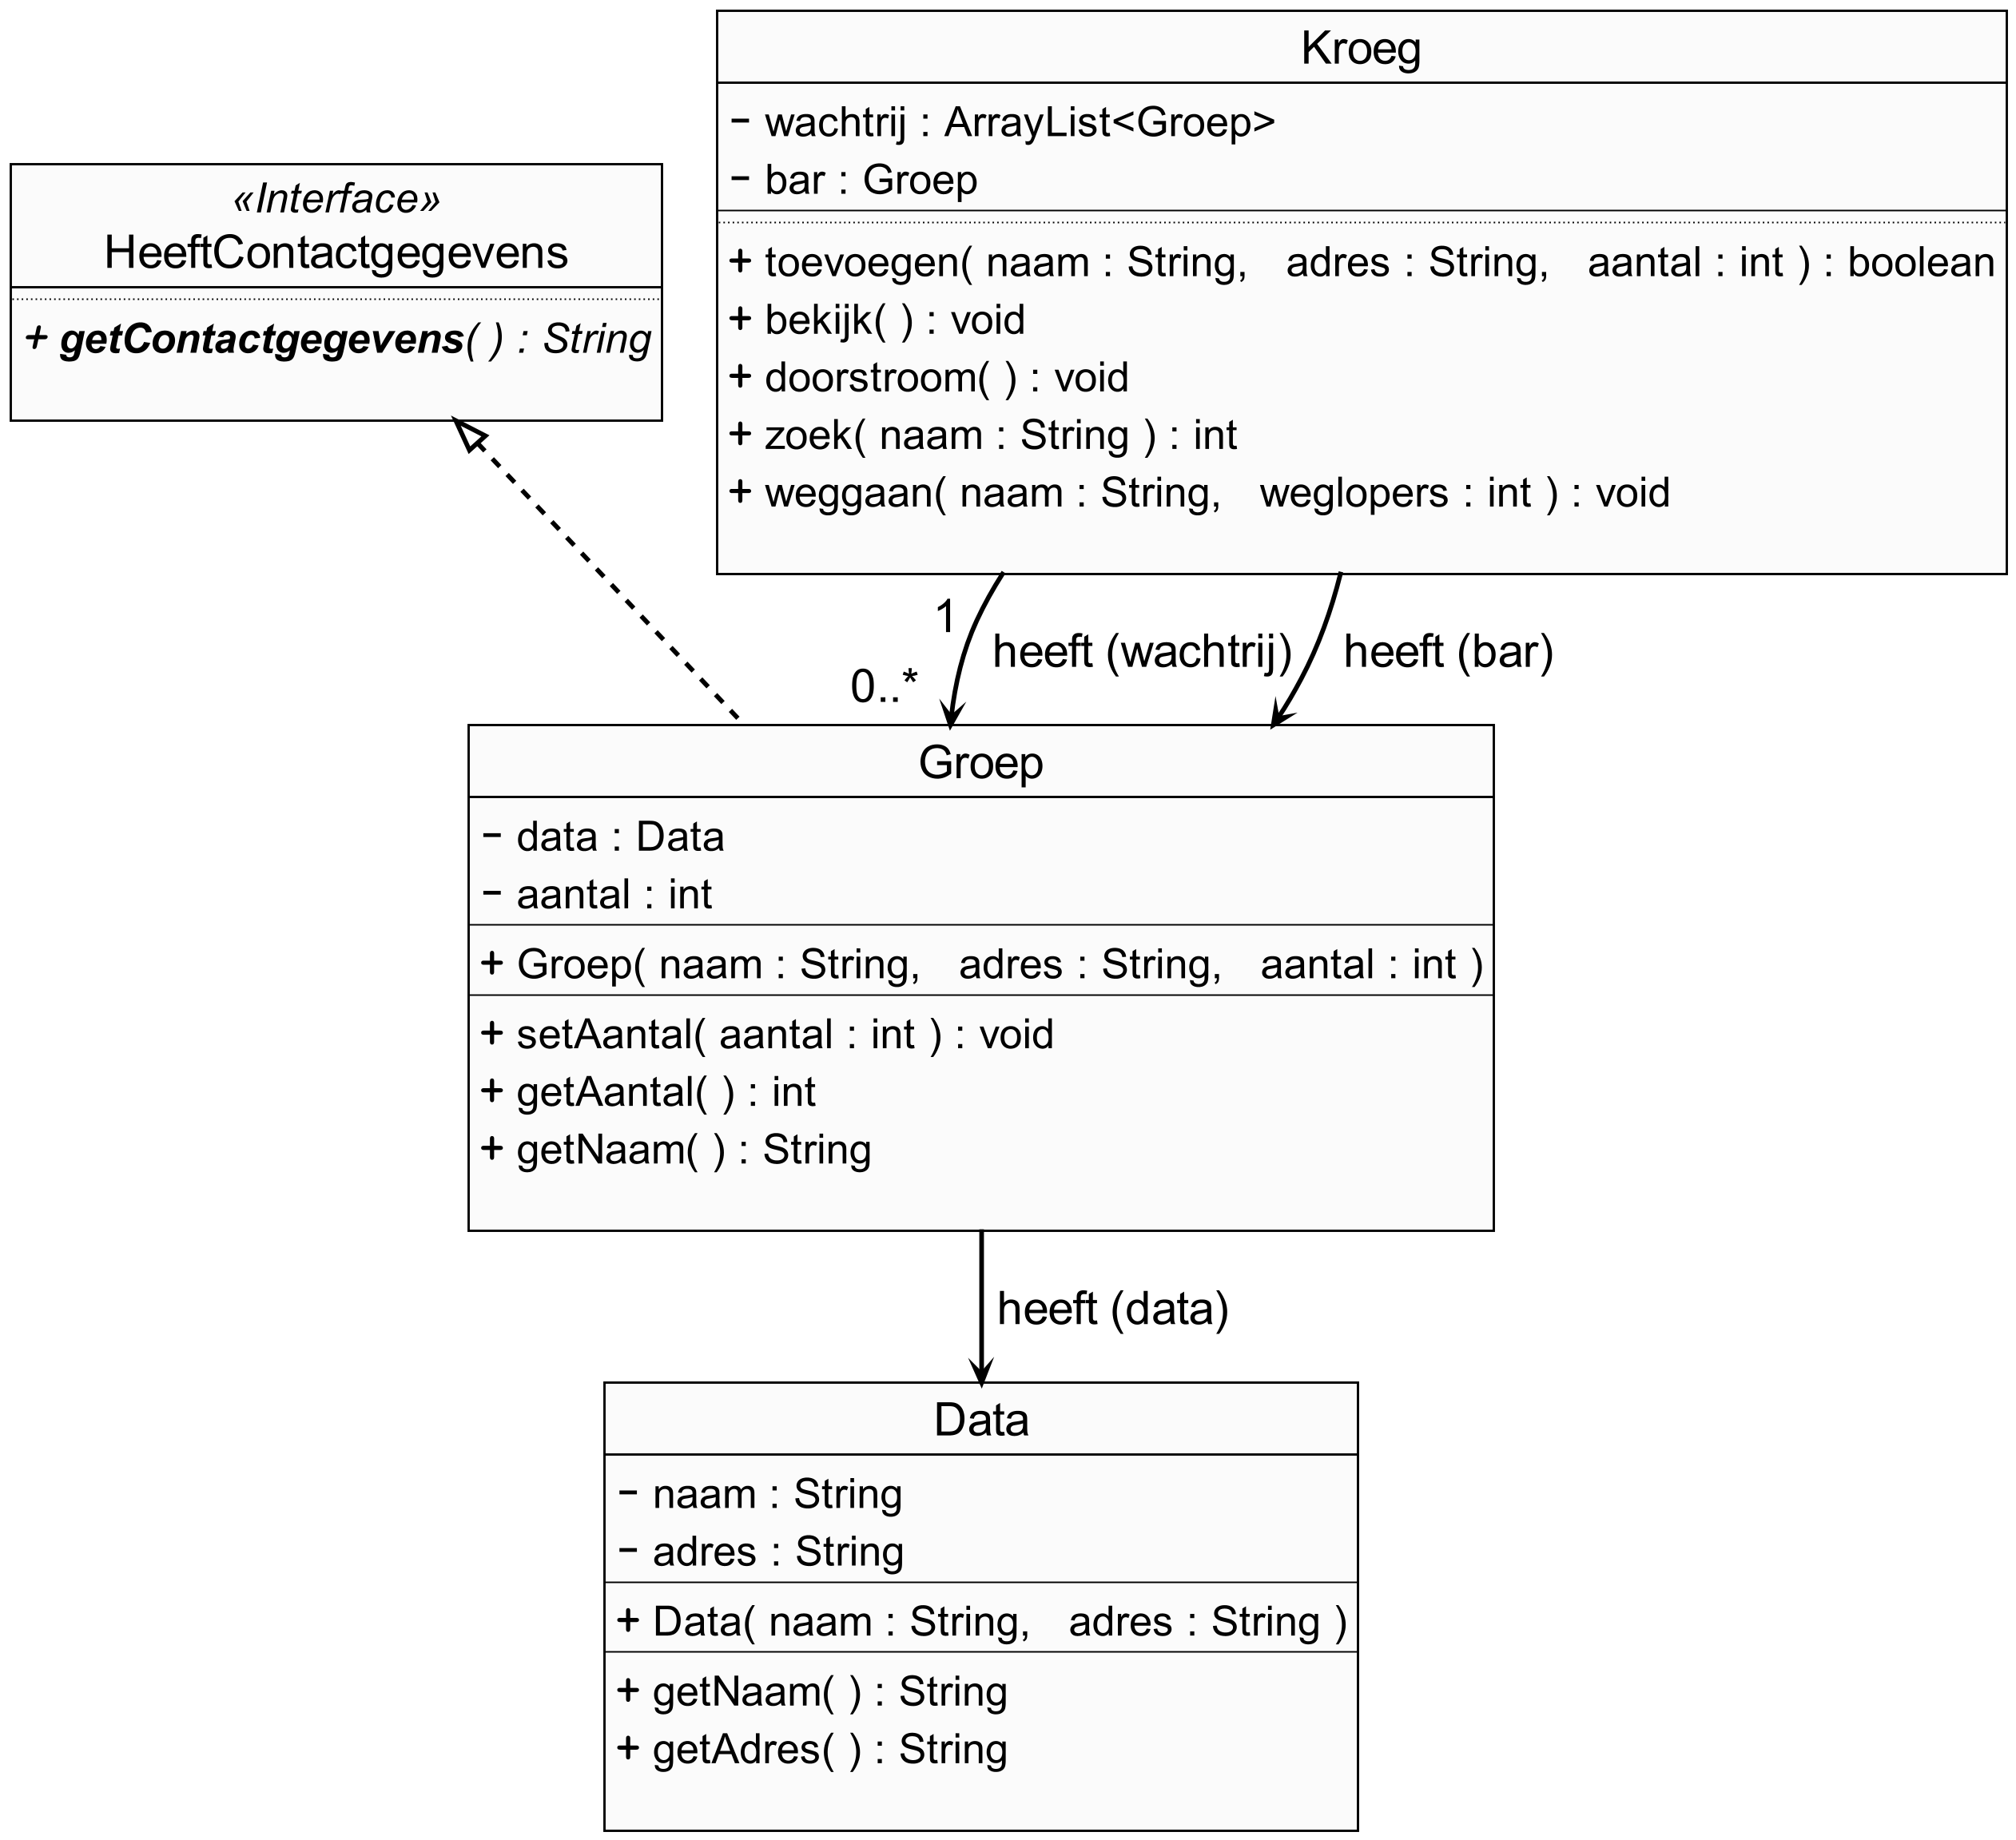 «Interface»
HeeftContactgegevens
+ getContactgegevens( ) : String
Kroeg
− wachtrij : ArrayList<Groep>
− bar : Groep
+ toevoegen( naam : String, adres : String, aantal : int ) : boolean
+ bekijk( ) : void
+ doorstroom( ) : void
+ zoek( naam : String ) : int
+ weggaan( naam : String, weglopers : int ) : void
1
heeft (wachtrij)
heeft (bar)
0..*
Groep
− data : Data
− aantal : int
+ Groep( naam : String, adres : String, aantal : int )
+ setAantal( aantal : int ) : void
+ getAantal( ) : int
+ getNaam( ) : String
heeft (data)
Data
− naam : String
− adres : String
+ Data( naam : String, adres : String )
+ getNaam( ) : String
+ getAdres( ) : String